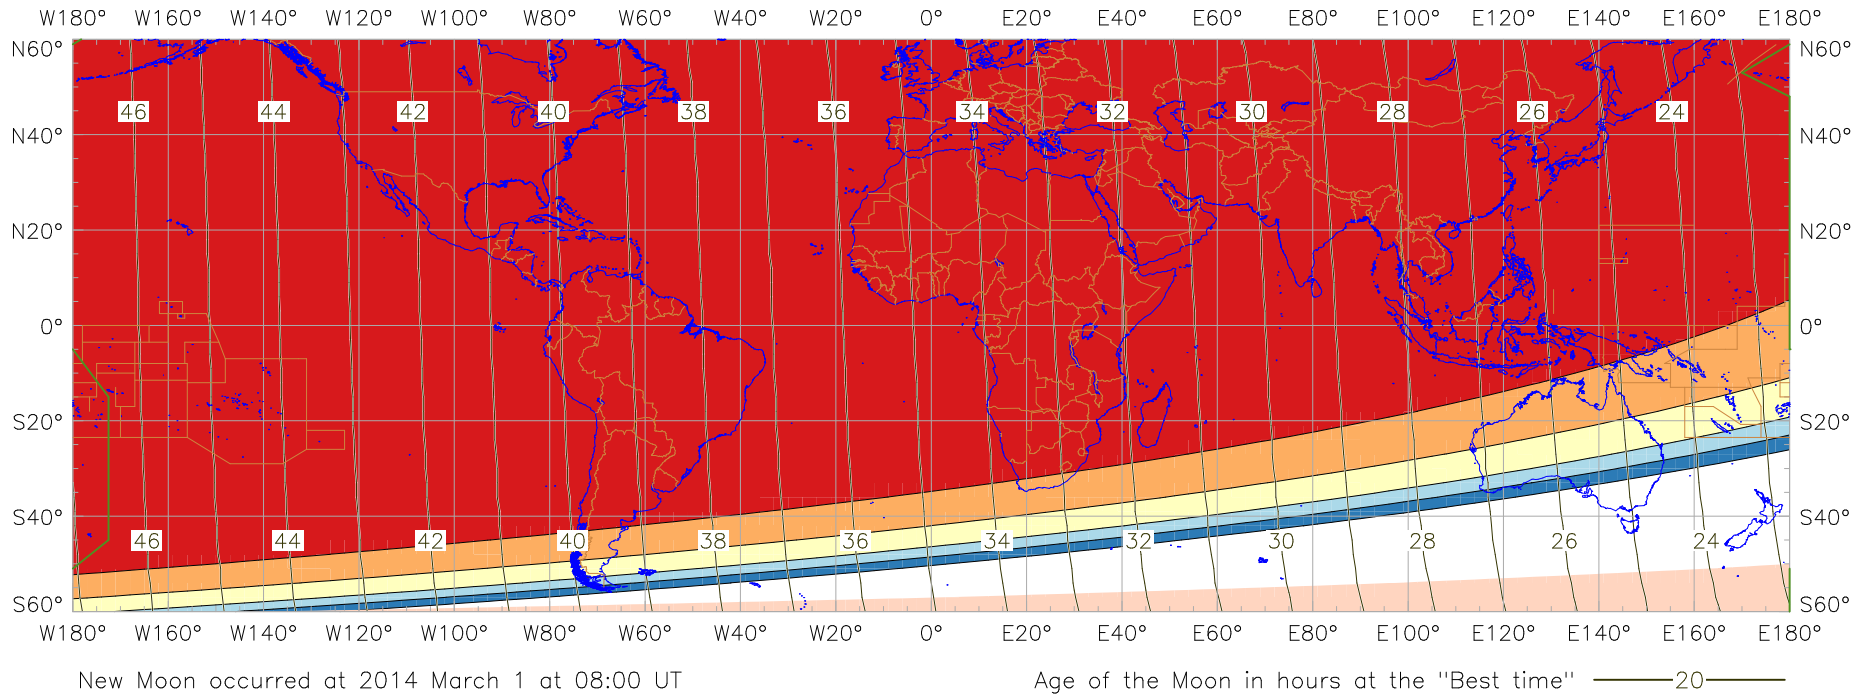 W180° W160° W140° W120° W100° W80° W60° W40° W20° 0° E20° E40° E60° E80° E100° E120° E140° E160° E180°
N60° N60°
46 44 42 40 38 36 34 32 30 28 26 24
N40° N40°
N20° N20°
0° 0°
S20° S20°
S40° S40°
46 44 42 40 38 36 34 32 30 28 26 24
S60° S60°
W180° W160° W140° W120° W100° W80° W60° W40° W20° 0° E20° E40° E60° E80° E100° E120° E140° E160° E180°
New Moon occurred at 2014 March 1 at 08:00 UT Age of the Moon in hours at the "Best time" 20